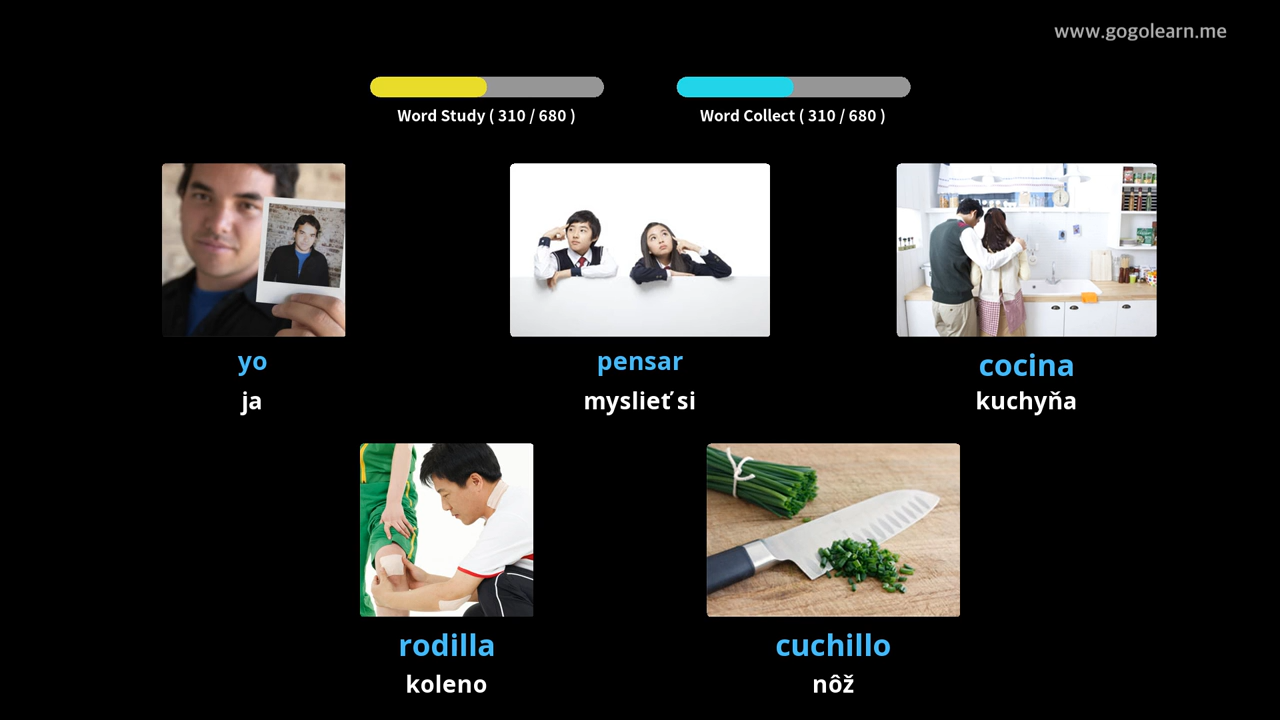 www.gogolearn.me
Word Study ( 310 / 680 )
Word Collect ( 310 / 680 )
yo
ja
pensar
myslieť si
cocina
kuchyňa
rodilla
koleno
cuchillo
nôž